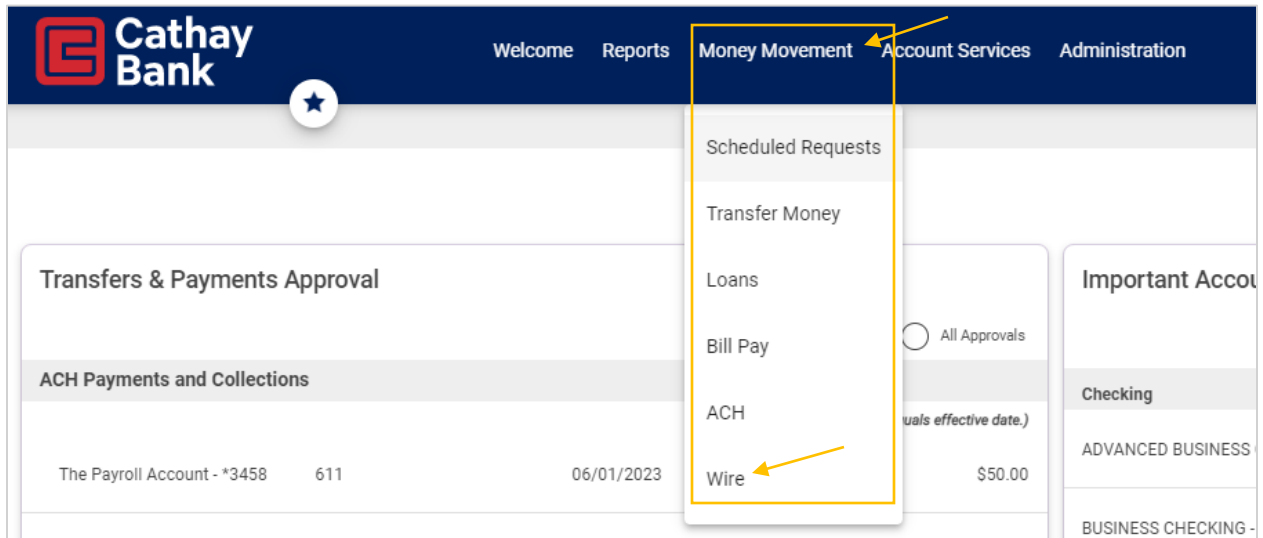 Cathay
Bank
Welcome Reports Money Movement Account Services Administration
Scheduled Requests
Transfer Money
Loans
Bill Pay
ACH
Wire
Transfers & Payments Approval
All Approvals
ACH Payments and Collections
uals effective date.)
The Payroll Account - *3458 611 06/01/2023 $50.00
Important Accou
Checking
ADVANCED BUSINESS
BUSINESS CHECKING -